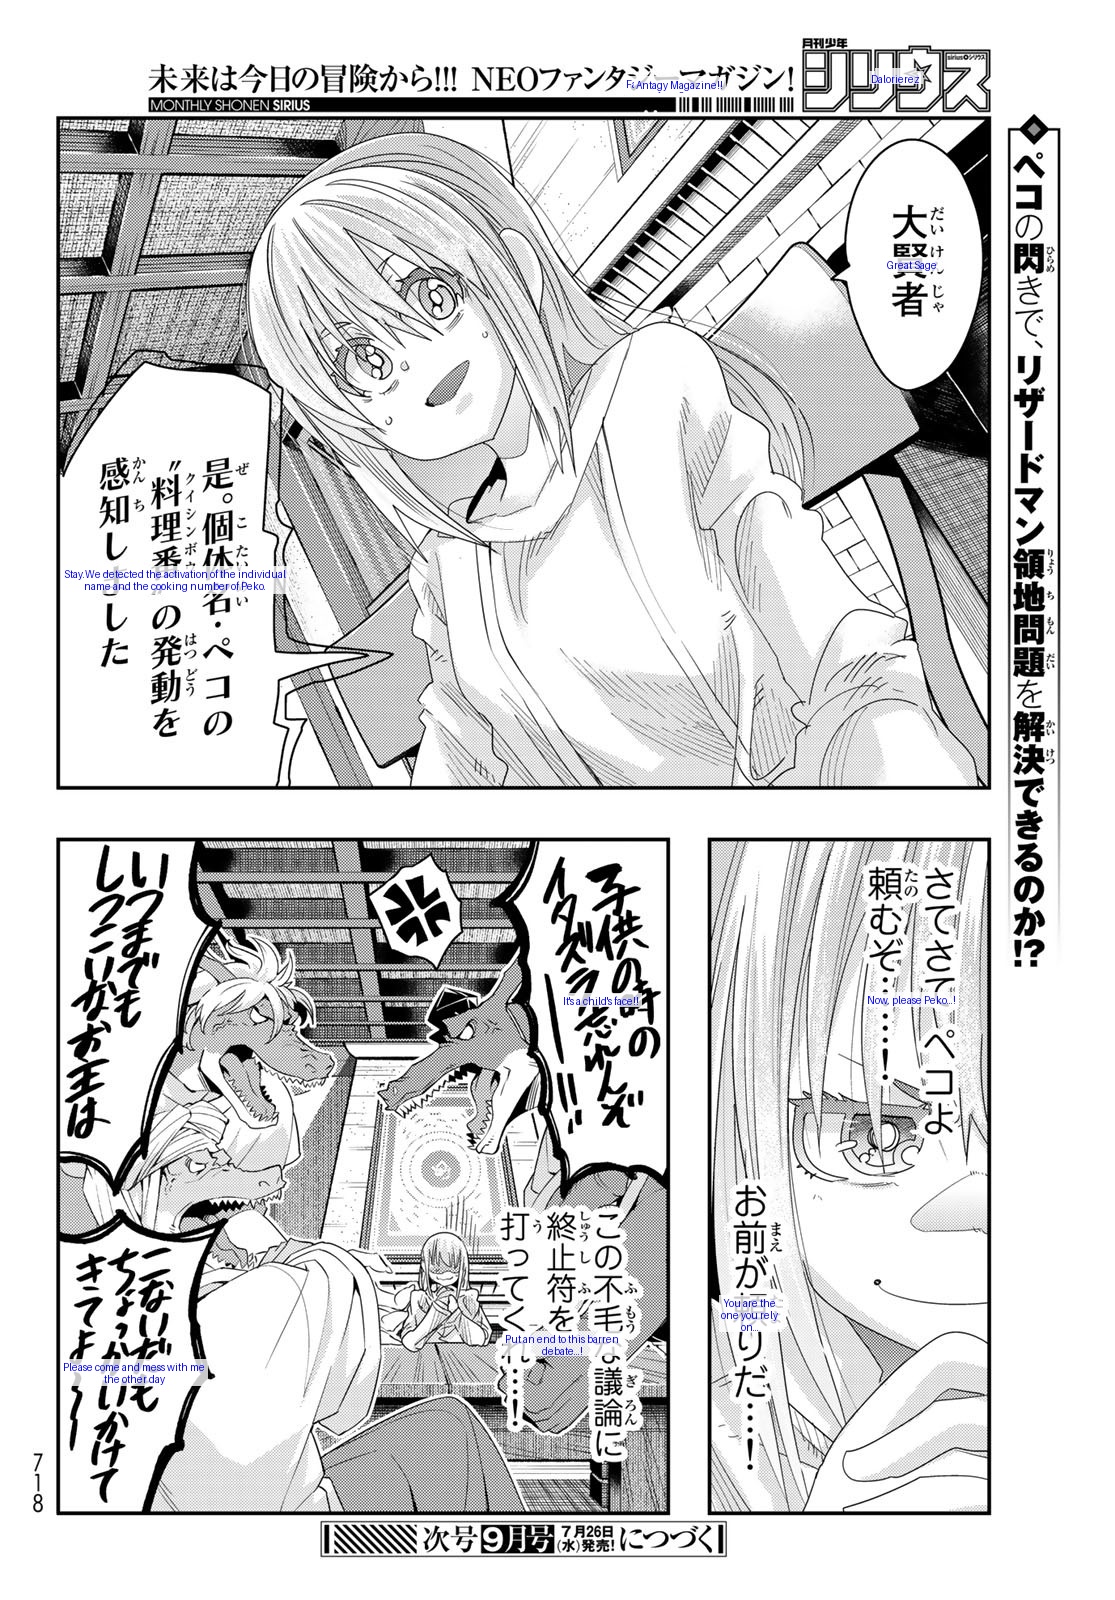 未来は今日の冒険から!!! NEOファンタジーマガジン!
FAntagy Magazine!!
MONTHLY SHONEN SIRIUS
月刊少年
シリウス
sirius●シリウス
Dalorierez
◆ペコの閃きで、リザードマン領地問題を解決できるのか!?
大賢者
Great Sage
是。個体名・ペコの
〝料理番〟の発動を
感知しました
Stay.We detected the activation of the individual
name and the cooking number of Peko.
さてさてペコよ
頼むぞ……!
Now, please Peko..!
お前が頼りだ……!
You are the
one you rely
on...
子供の時の
イタズラ忘れんぞ
ーー!!
It's a child's face!!
いつまでも
しつこいなお主は
この不毛な議論に
終止符を
打ってくれ……!
Put an end to this barren
debate...!
こないだも
ちょっかいかけて
きてよー
Please come and mess with me
the other day
718
次号9月号 7月26日(水)発売! につづく